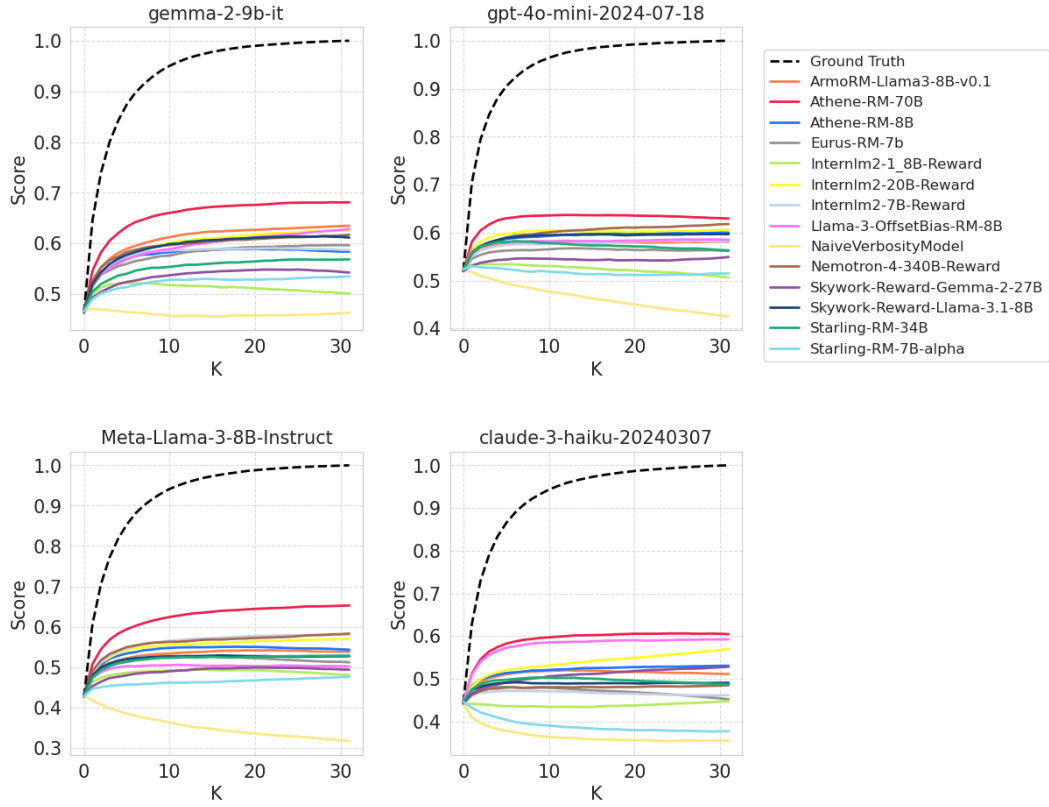 gemma-2-9b-it
1.0
0.9
0.8
0.7
0.6
0.5
Score
0
10
20
30
K
gpt-4o-mini-2024-07-18
1.0
0.9
0.8
0.7
0.6
0.5
0.4
Score
0
10
20
30
K
Ground Truth
ArmoRM-Llama3-8B-v0.1
Athene-RM-70B
Athene-RM-8B
Eurus-RM-7b
Internlm2-1_8B-Reward
Internlm2-20B-Reward
Internlm2-7B-Reward
Llama-3-OffsetBias-RM-8B
NaiveVerbosityModel
Nemotron-4-340B-Reward
Skywork-Reward-Gemma-2-27B
Skywork-Reward-Llama-3.1-8B
Starling-RM-34B
Starling-RM-7B-alpha
Meta-Llama-3-8B-Instruct
1.0
0.9
0.8
0.7
0.6
0.5
0.4
0.3
Score
0
10
20
30
K
claude-3-haiku-20240307
1.0
0.9
0.8
0.7
0.6
0.5
0.4
Score
0
10
20
30
K